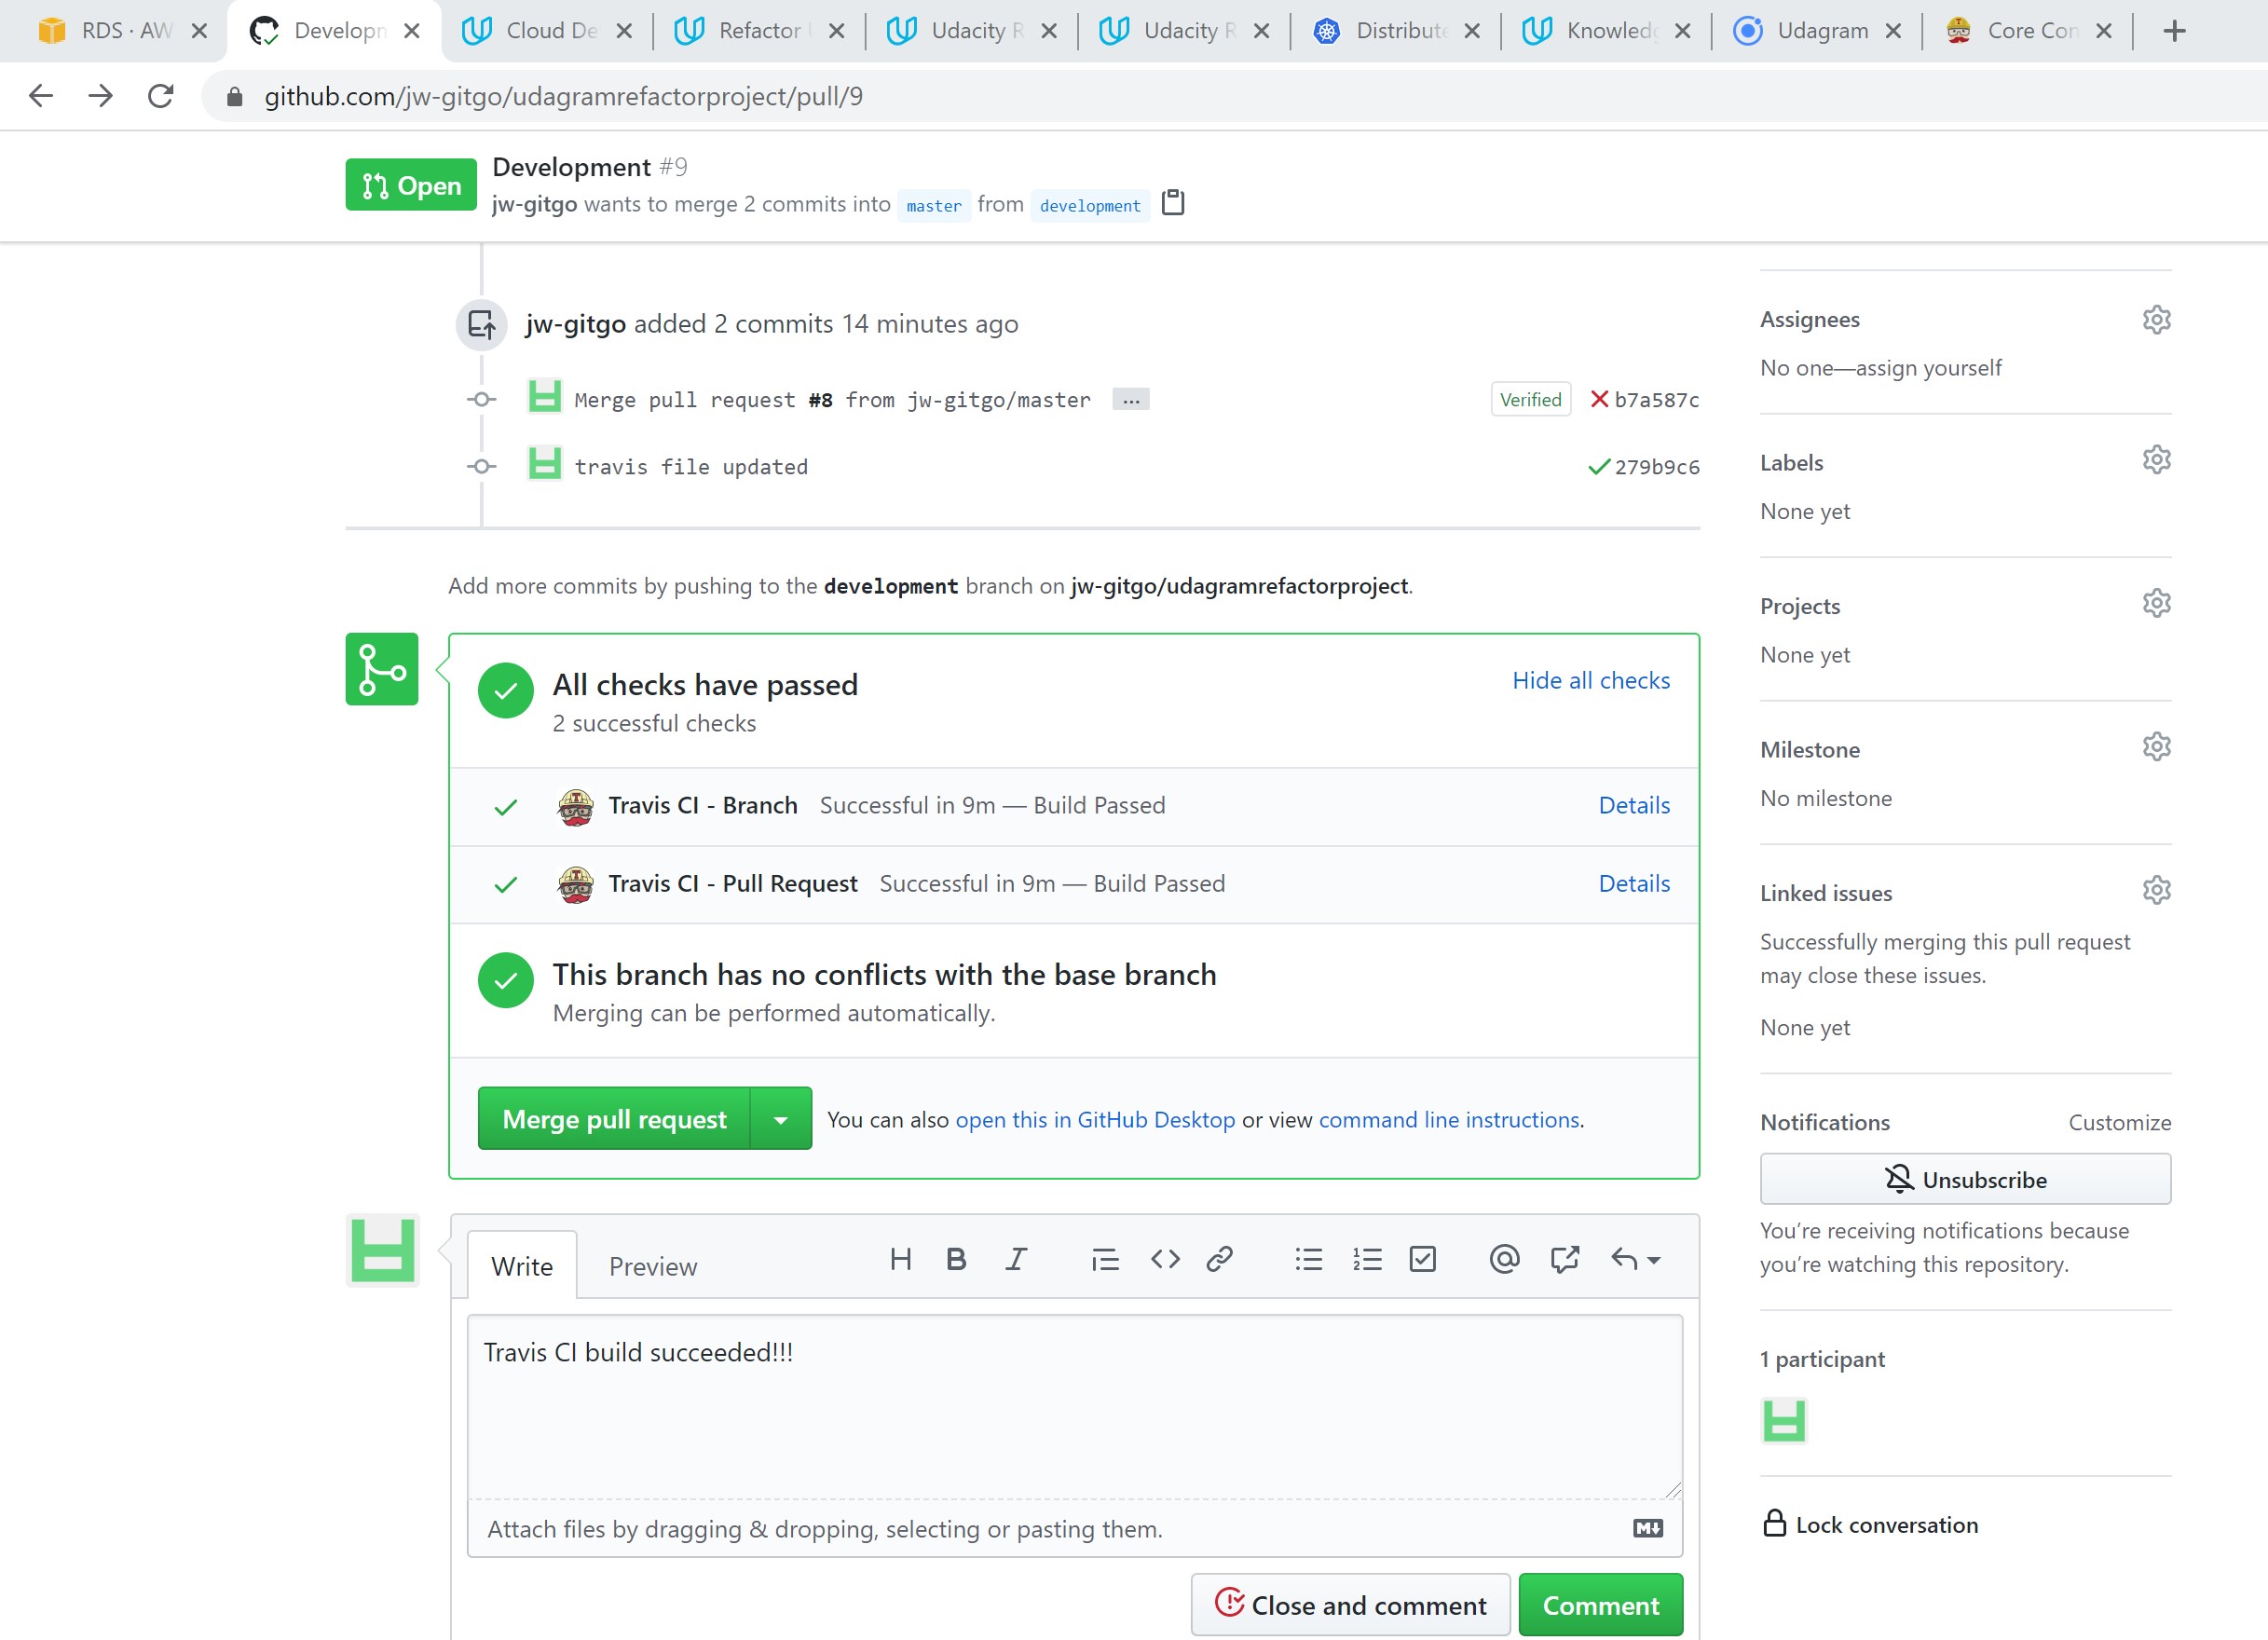 RDS · AW
Developn
Cloud De
Refactor
Udacity R
Udacity R
Distribute
Knowledg
Udagram
Core Con
github.com/jw-gitgo/udagramrefactorproject/pull/9
Open
Development #9
jw-gitgo wants to merge 2 commits into master from development
jw-gitgo added 2 commits 14 minutes ago
Merge pull request #8 from jw-gitgo/master ... Verified b7a587c
travis file updated 279b9c6
Add more commits by pushing to the development branch on jw-gitgo/udagramrefactorproject.
All checks have passed
Hide all checks
2 successful checks
Travis CI - Branch Successful in 9m — Build Passed Details
Travis CI - Pull Request Successful in 9m — Build Passed Details
This branch has no conflicts with the base branch
Merging can be performed automatically.
Merge pull request
You can also open this in GitHub Desktop or view command line instructions.
Write
Preview
Travis CI build succeeded!!!
Attach files by dragging & dropping, selecting or pasting them.
Close and comment
Comment
Assignees
No one—assign yourself
Labels
None yet
Projects
None yet
Milestone
No milestone
Linked issues
Successfully merging this pull request
may close these issues.
None yet
Notifications
Customize
Unsubscribe
You’re receiving notifications because
you’re watching this repository.
1 participant
Lock conversation